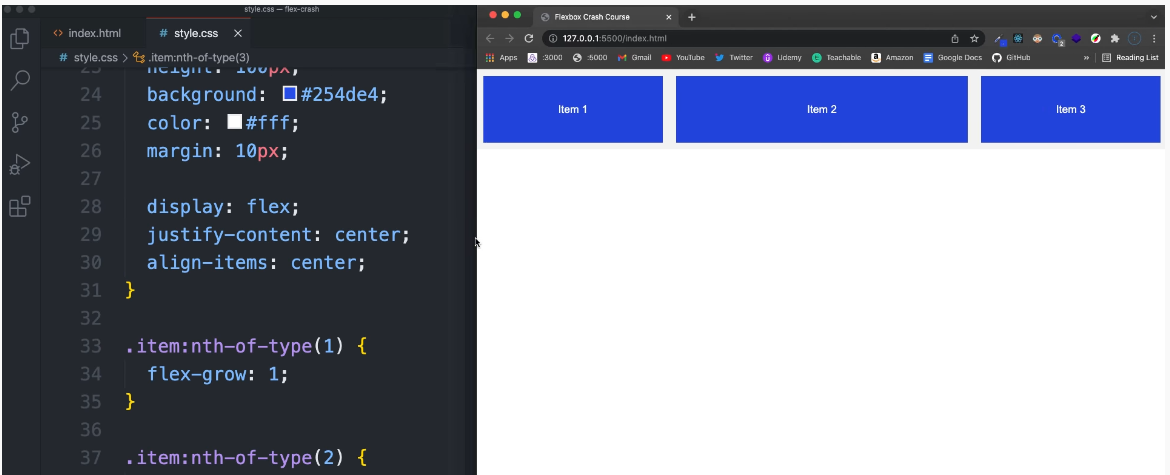 style.css — flex-crash
index.html
# style.css
# style.css > .item:nth-of-type(3)
23 height: 100px;
24 background: #254de4;
25 color: #fff;
26 margin: 10px;
27
28 display: flex;
29 justify-content: center;
30 align-items: center;
31 }
32
33 .item:nth-of-type(1) {
34 flex-grow: 1;
35 }
36
37 .item:nth-of-type(2) {
Flexbox Crash Course
127.0.0.1:5500/index.html
Apps :3000 :5000 Gmail YouTube Twitter Udemy Teachable Amazon Google Docs GitHub » Reading List
Item 1 Item 2 Item 3